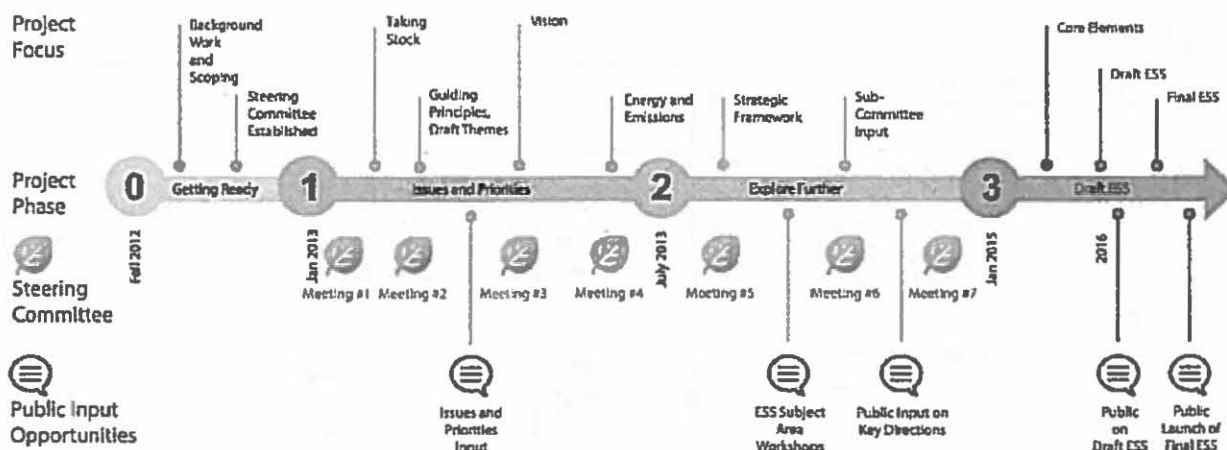 Project
Focus
Background
Work
and
Scoping
Steering
Committee
Established
Taking
Stock
Guiding
Principles,
Draft Themes
Vision
Energy and
Emissions
Strategic
Framework
Sub-
Committee
Input
Core Elements
Draft ESS
Final ESS
Project
Phase
0
Getting Ready
1
Issues and Priorities
2
Explore Further
3
Draft ESS
Fall 2012
Jan 2013
July 2013
Jan 2015
2016
Steering
Committee
Meeting #1
Meeting #2
Meeting #3
Meeting #4
Meeting #5
Meeting #6
Meeting #7
Public Input
Opportunities
Issues and
Priorities
Input
ESS Subject
Area
Workshops
Public Input on
Key Directions
Public
on
Draft ESS
Public
Launch of
Final ESS